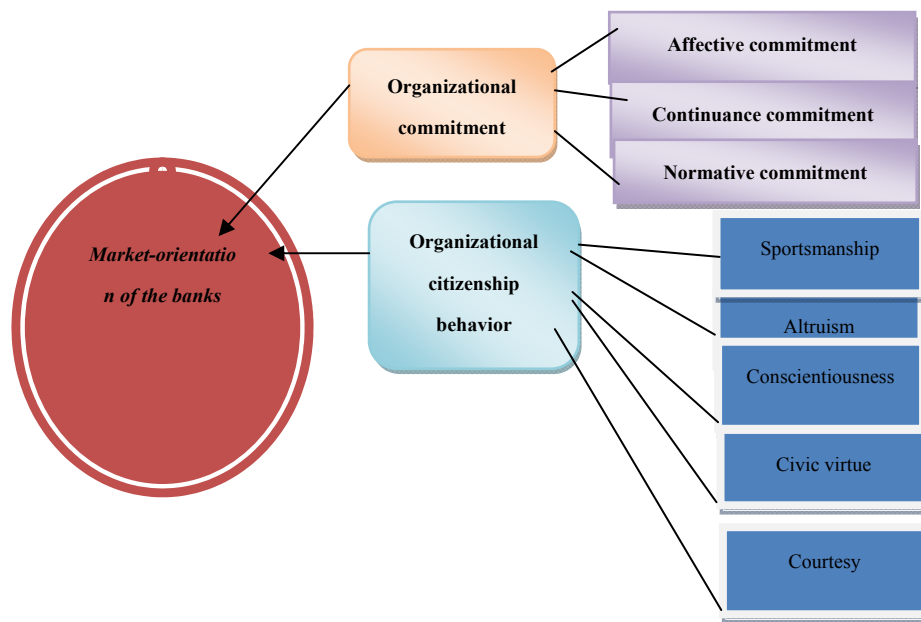 Market-orientatio
n of the banks
Organizational
commitment
Affective commitment
Continuance commitment
Normative commitment
Organizational
citizenship
behavior
Sportsmanship
Altruism
Conscientiousness
Civic virtue
Courtesy